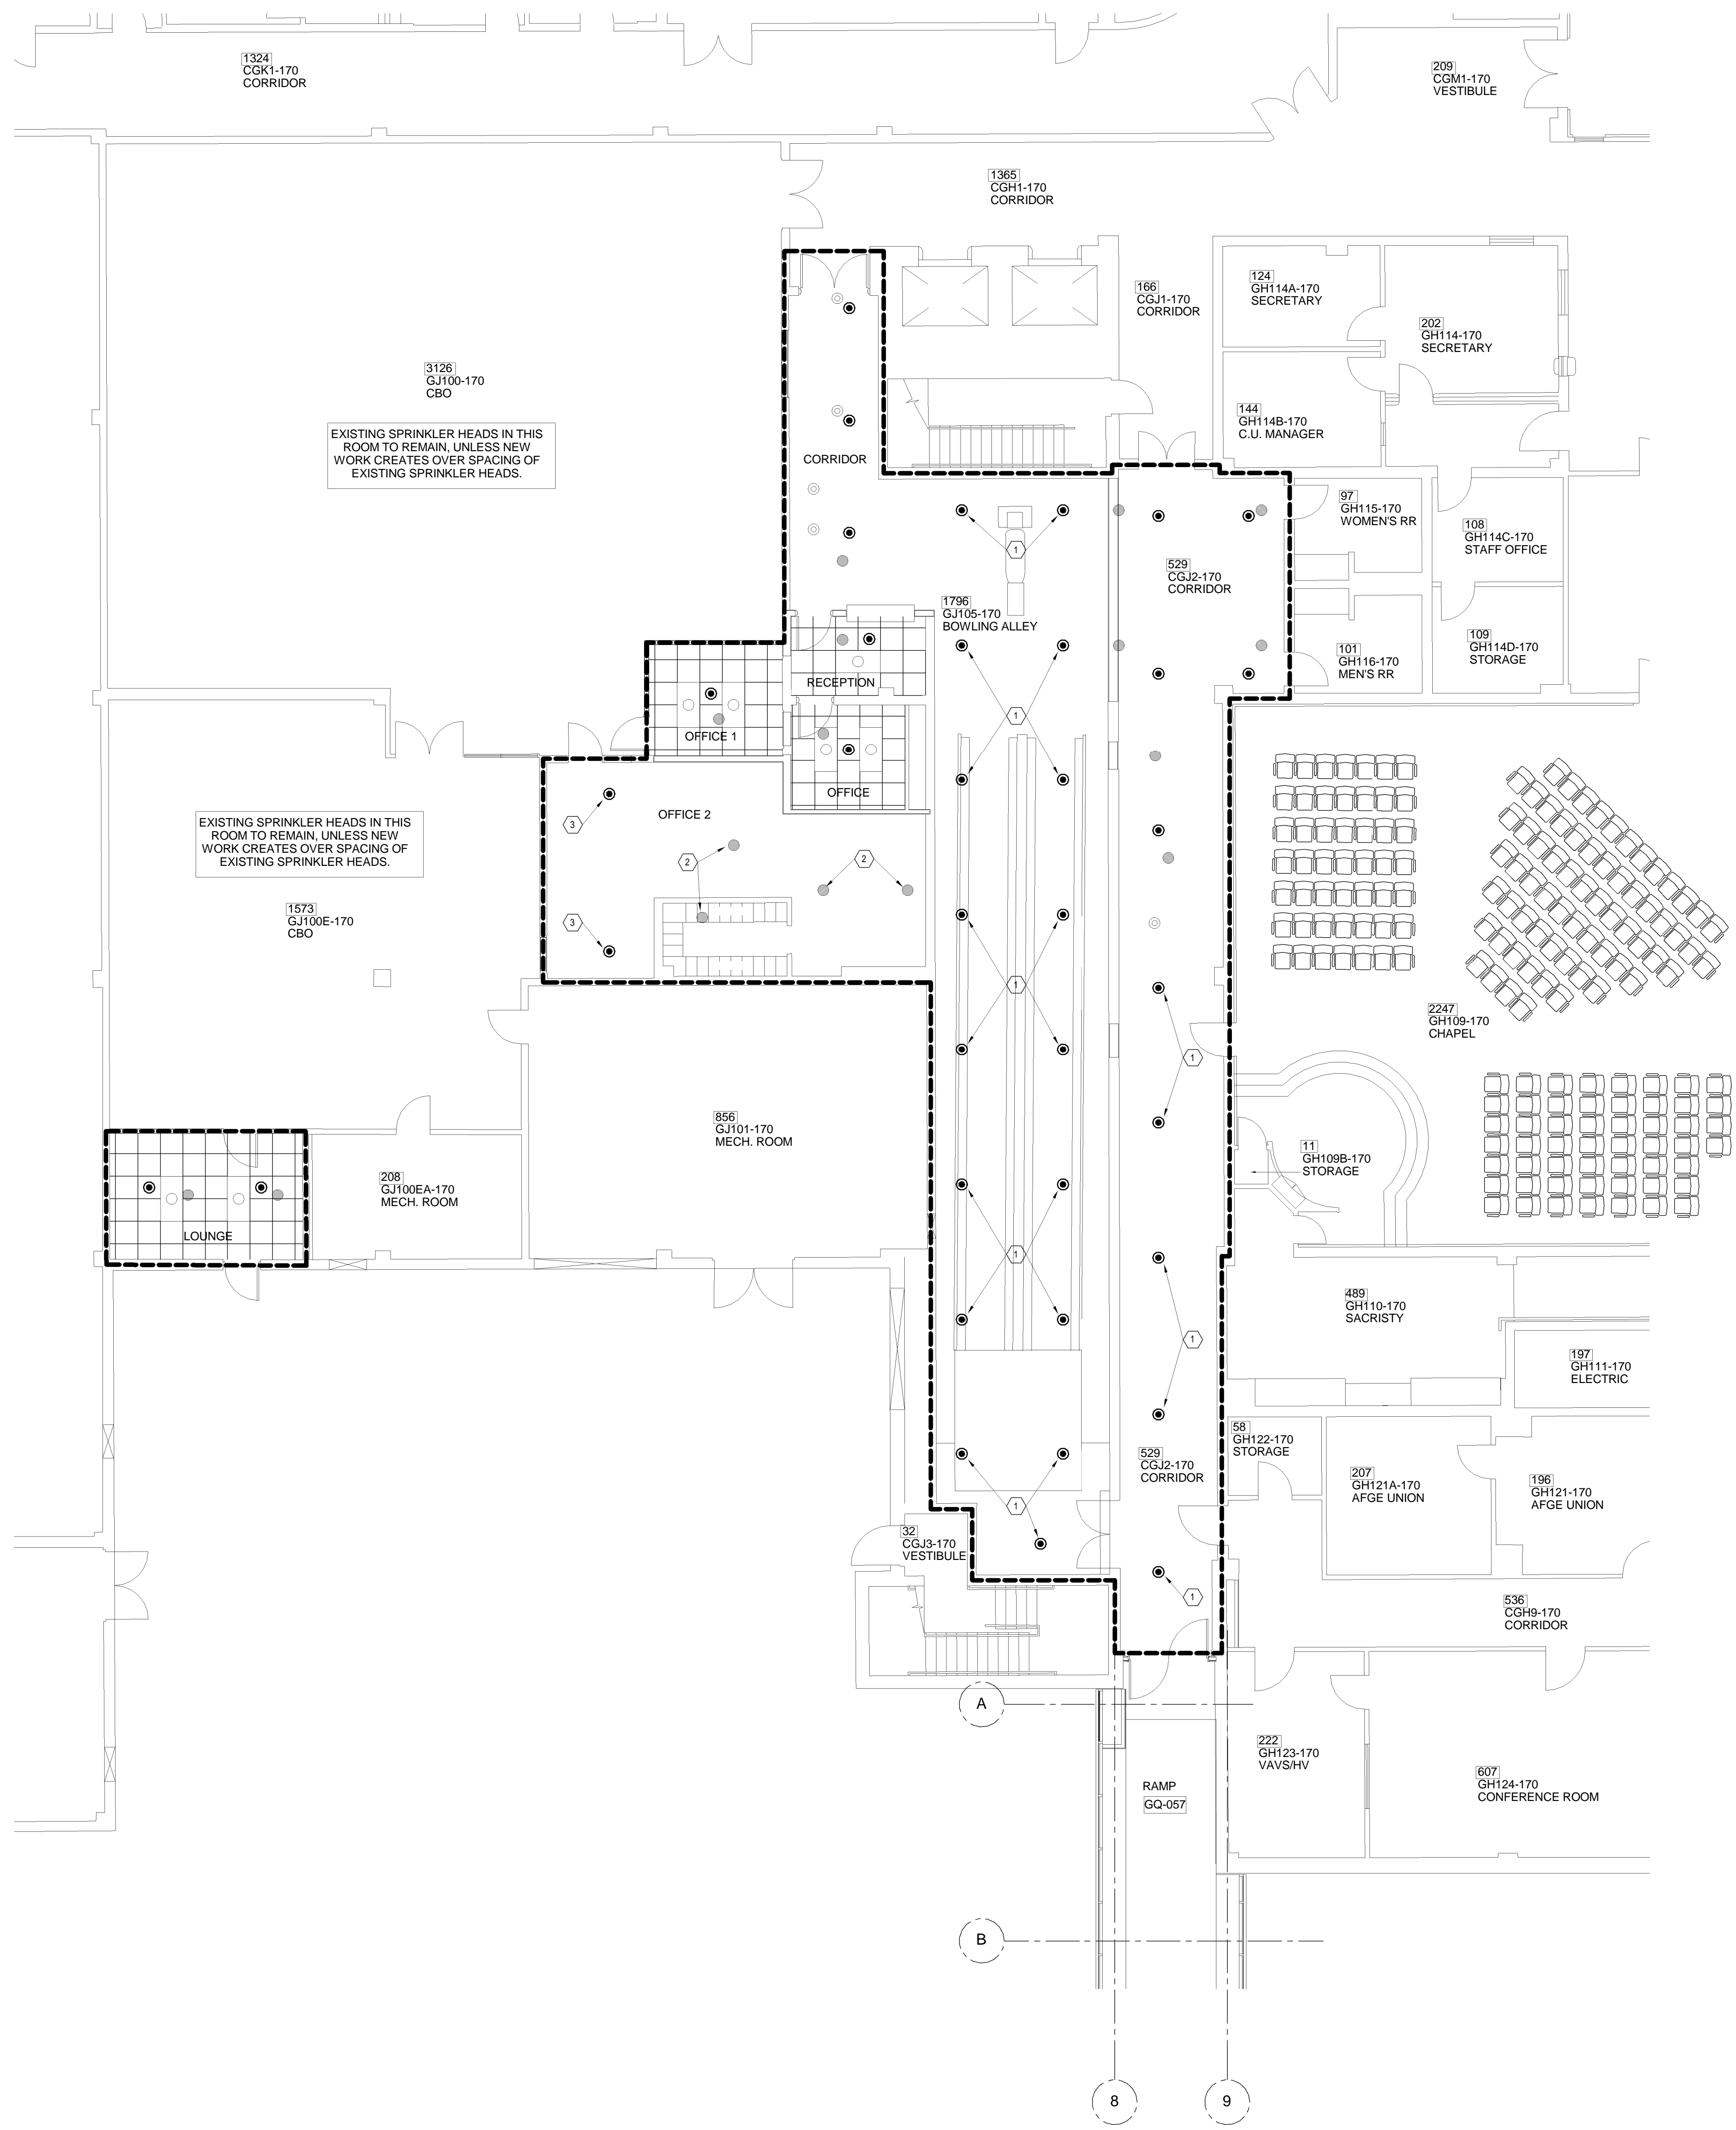 1324
CGK1-170
CORRIDOR
209
CGM1-170
VESTIBULE
1365
CGH1-170
CORRIDOR
124
GH114A-170
SECRETARY
166
CGJ1-170
CORRIDOR
202
GH114-170
SECRETARY
3126
GJ100-170
CBO
144
GH114B-170
C.U. MANAGER
EXISTING SPRINKLER HEADS IN THIS
ROOM TO REMAIN, UNLESS NEW
WORK CREATES OVER SPACING OF
EXISTING SPRINKLER HEADS.
CORRIDOR
97
GH115-170
WOMEN'S RR
108
GH114C-170
STAFF OFFICE
1
529
CGJ2-170
CORRIDOR
1796
GJ105-170
BOWLING ALLEY
109
GH114D-170
STORAGE
101
GH116-170
MEN'S RR
RECEPTION
1
OFFICE 1
OFFICE
OFFICE 2
3
EXISTING SPRINKLER HEADS IN THIS
ROOM TO REMAIN, UNLESS NEW
WORK CREATES OVER SPACING OF
EXISTING SPRINKLER HEADS.
2
2
1573
GJ100E-170
CBO
3
1
2247
GH109-170
CHAPEL
1
856
GJ101-170
MECH. ROOM
11
GH109B-170
STORAGE
208
GJ100EA-170
MECH. ROOM
LOUNGE
1
489
GH110-170
SACRISTY
1
197
GH111-170
ELECTRIC
58
GH122-170
STORAGE
529
CGJ2-170
CORRIDOR
207
GH121A-170
AFGE UNION
196
GH121-170
AFGE UNION
1
32
CGJ3-170
VESTIBULE
1
536
CGH9-170
CORRIDOR
A
222
GH123-170
VAVS/HV
607
GH124-170
CONFERENCE ROOM
RAMP
GQ-057
B
8
9